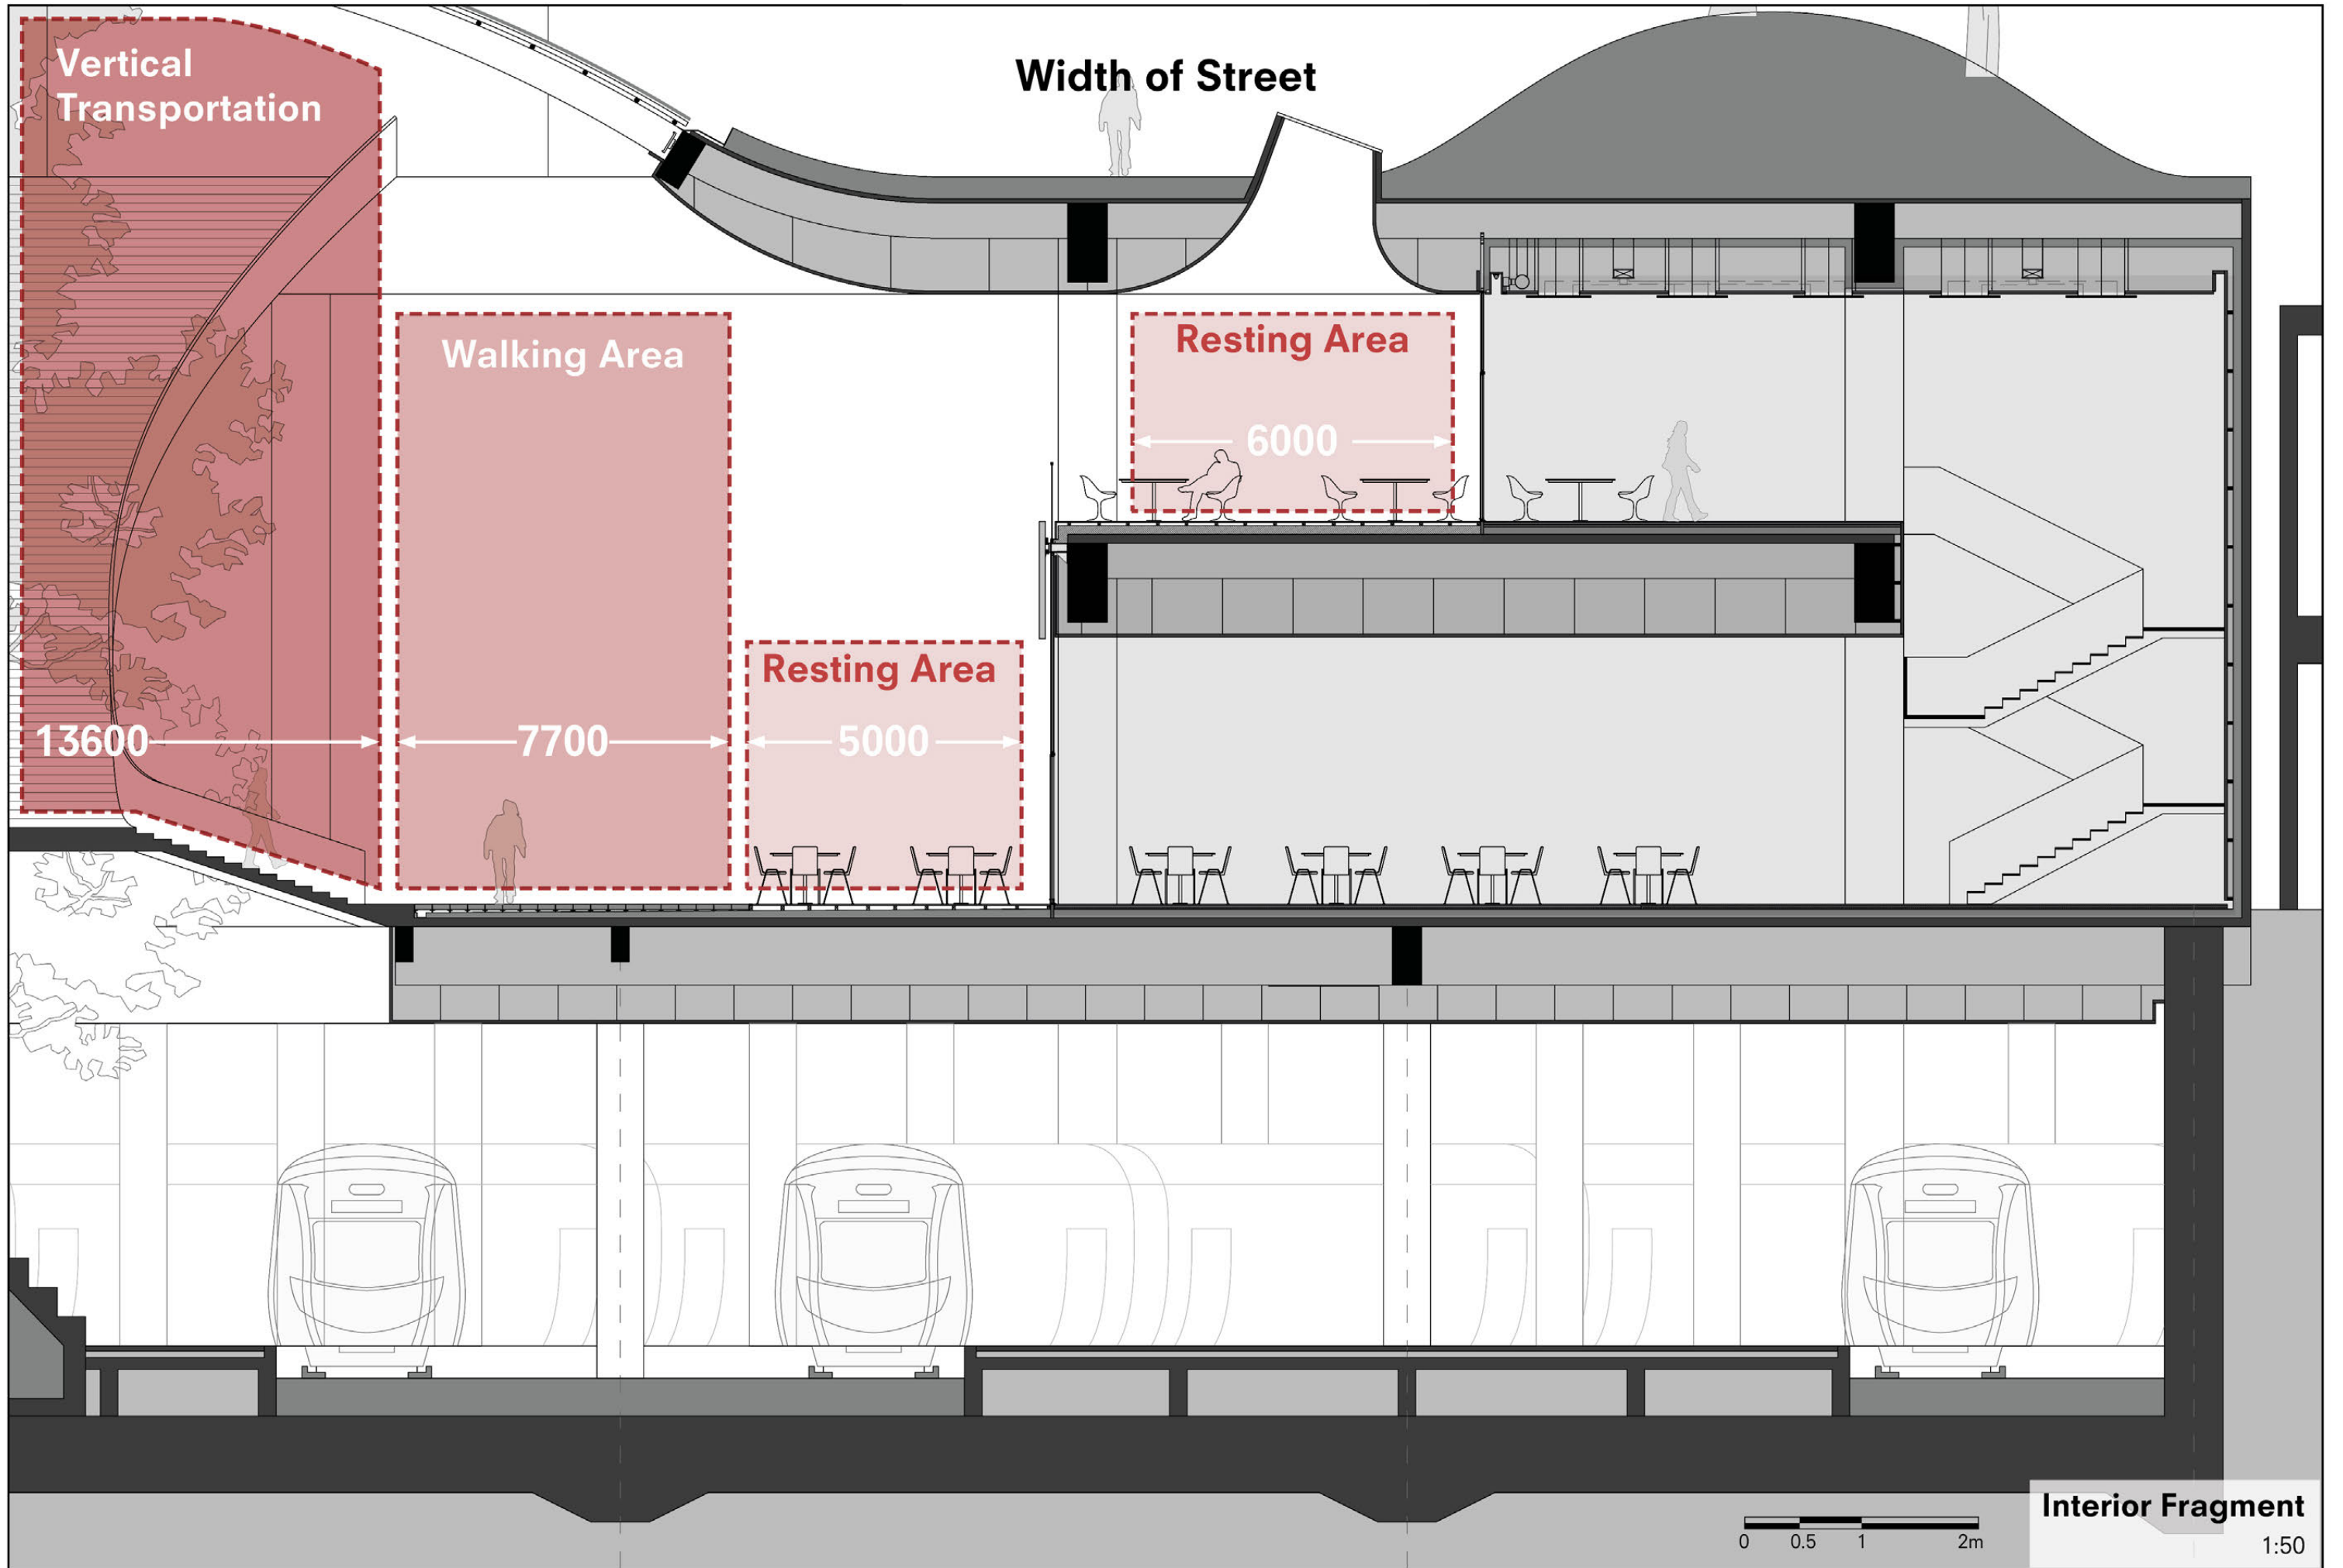 Width of Street
Vertical
Transportation
Walking Area
Resting Area
6000
Resting Area
13600
7700
5000
0
0.5
1
2m
Interior Fragment
1:50